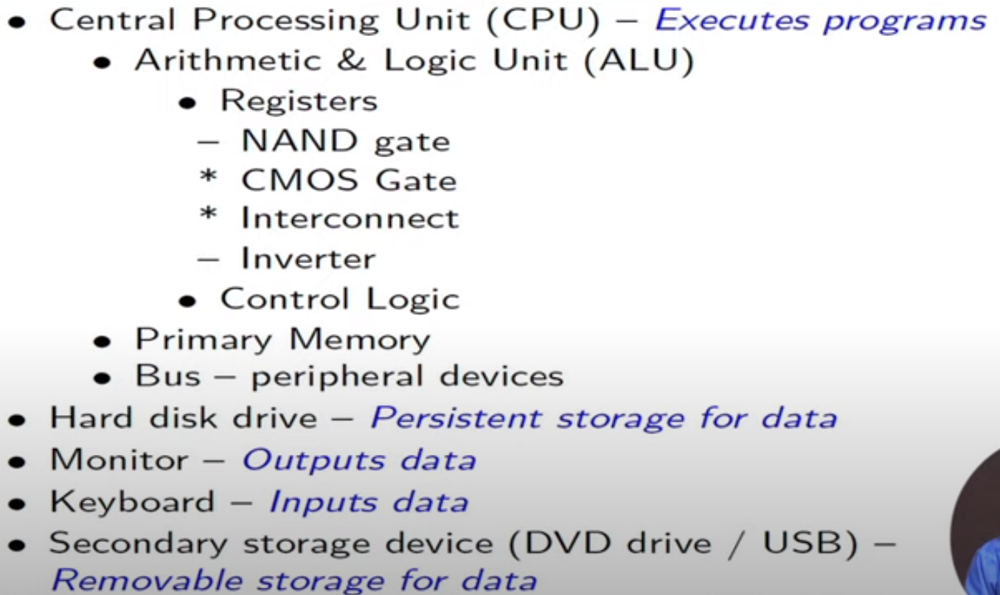 • Central Processing Unit (CPU) – Executes programs
• Arithmetic & Logic Unit (ALU)
• Registers
– NAND gate
* CMOS Gate
* Interconnect
– Inverter
• Control Logic
• Primary Memory
• Bus – peripheral devices
• Hard disk drive – Persistent storage for data
• Monitor – Outputs data
• Keyboard – Inputs data
• Secondary storage device (DVD drive / USB) –
Removable storage for data